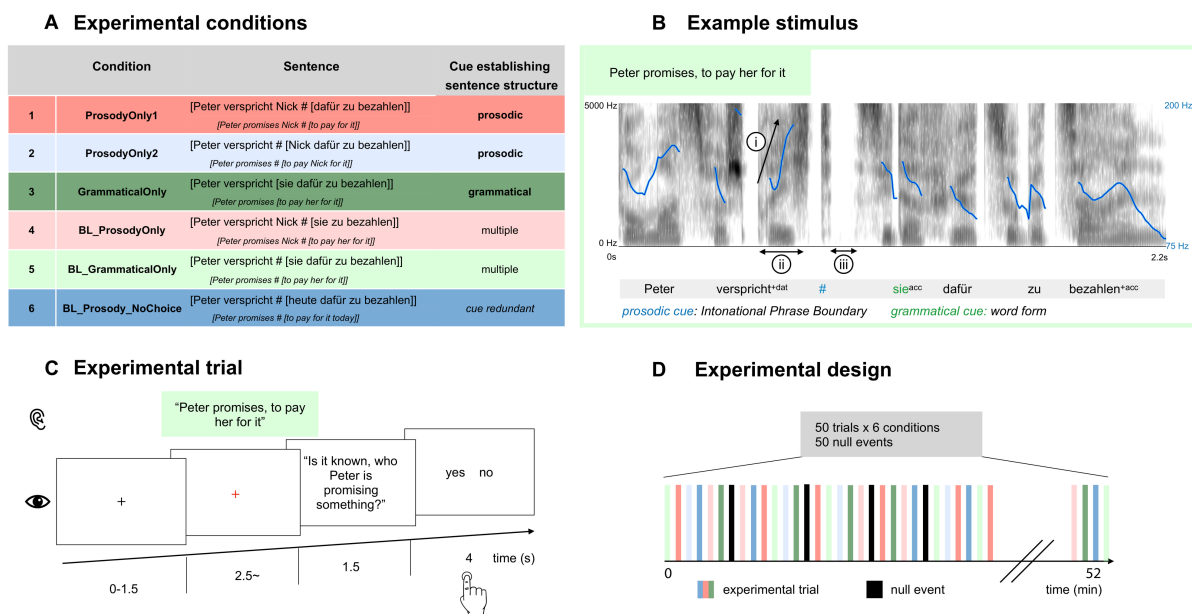 A Experimental conditions
Condition Sentence Cue establishing
sentence structure
1 ProsodyOnly1 [Peter verspricht Nick # [dafür zu bezahlen]] prosodic
[Peter promises Nick # [to pay for it]]
2 ProsodyOnly2 [Peter verspricht # [Nick dafür zu bezahlen]] prosodic
[Peter promises # [to pay Nick for it]]
3 GrammaticalOnly [Peter verspricht [sie dafür zu bezahlen] grammatical
[Peter promises [to pay her for it]]
4 BL_ProsodyOnly [Peter verspricht Nick # [sie zu bezahlen]] multiple
[Peter promises Nick # [to pay her for it]]
5 BL_GrammaticalOnly [Peter verspricht # [sie dafür zu bezahlen]] multiple
[Peter promises # [to pay her for it]]
6 BL_Prosody_NoChoice [Peter verspricht # [heute dafür zu bezahlen]] cue redundant
[Peter promises # [to pay for it today]]
B Example stimulus
Peter promises, to pay her for it
5000 Hz 200 Hz
i
0 Hz 75 Hz
0s ii iii 2.2s
Peter verspricht+dat # sieacc dafür zu bezahlen+acc
prosodic cue: Intonational Phrase Boundary grammatical cue: word form
C Experimental trial
“Peter promises, to pay
her for it”
“Is it known, who
Peter is
promising
something?”
yes no
0-1.5 2.5~ 1.5 4 time (s)
D Experimental design
50 trials x 6 conditions
50 null events
0 52
experimental trial null event time (min)